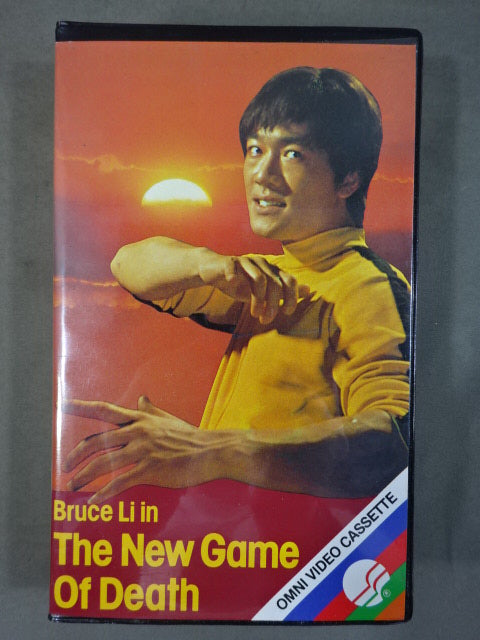 Bruce Li in
The New Game
Of Death
OMNI VIDEO CASSETTE
®